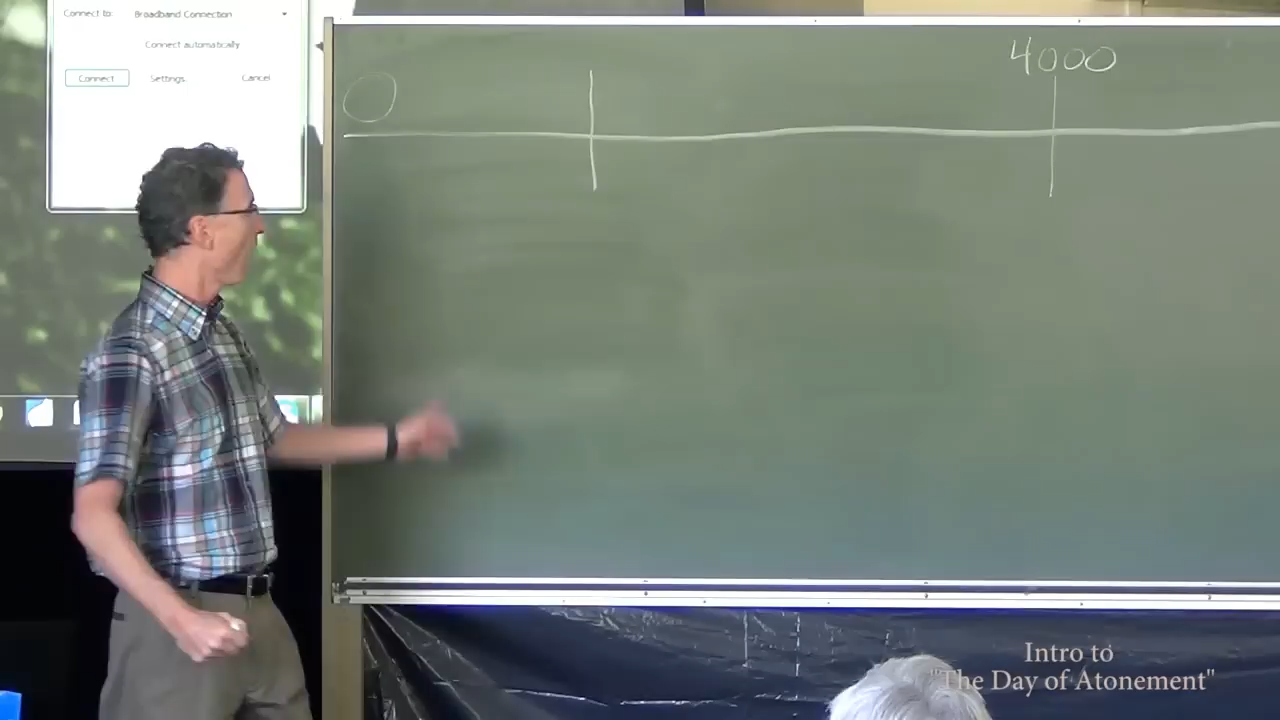 Connect to: Broadband Connection
Connect automatically
Connect Settings Cancel
0
4000
Intro to
"The Day of Atonement"